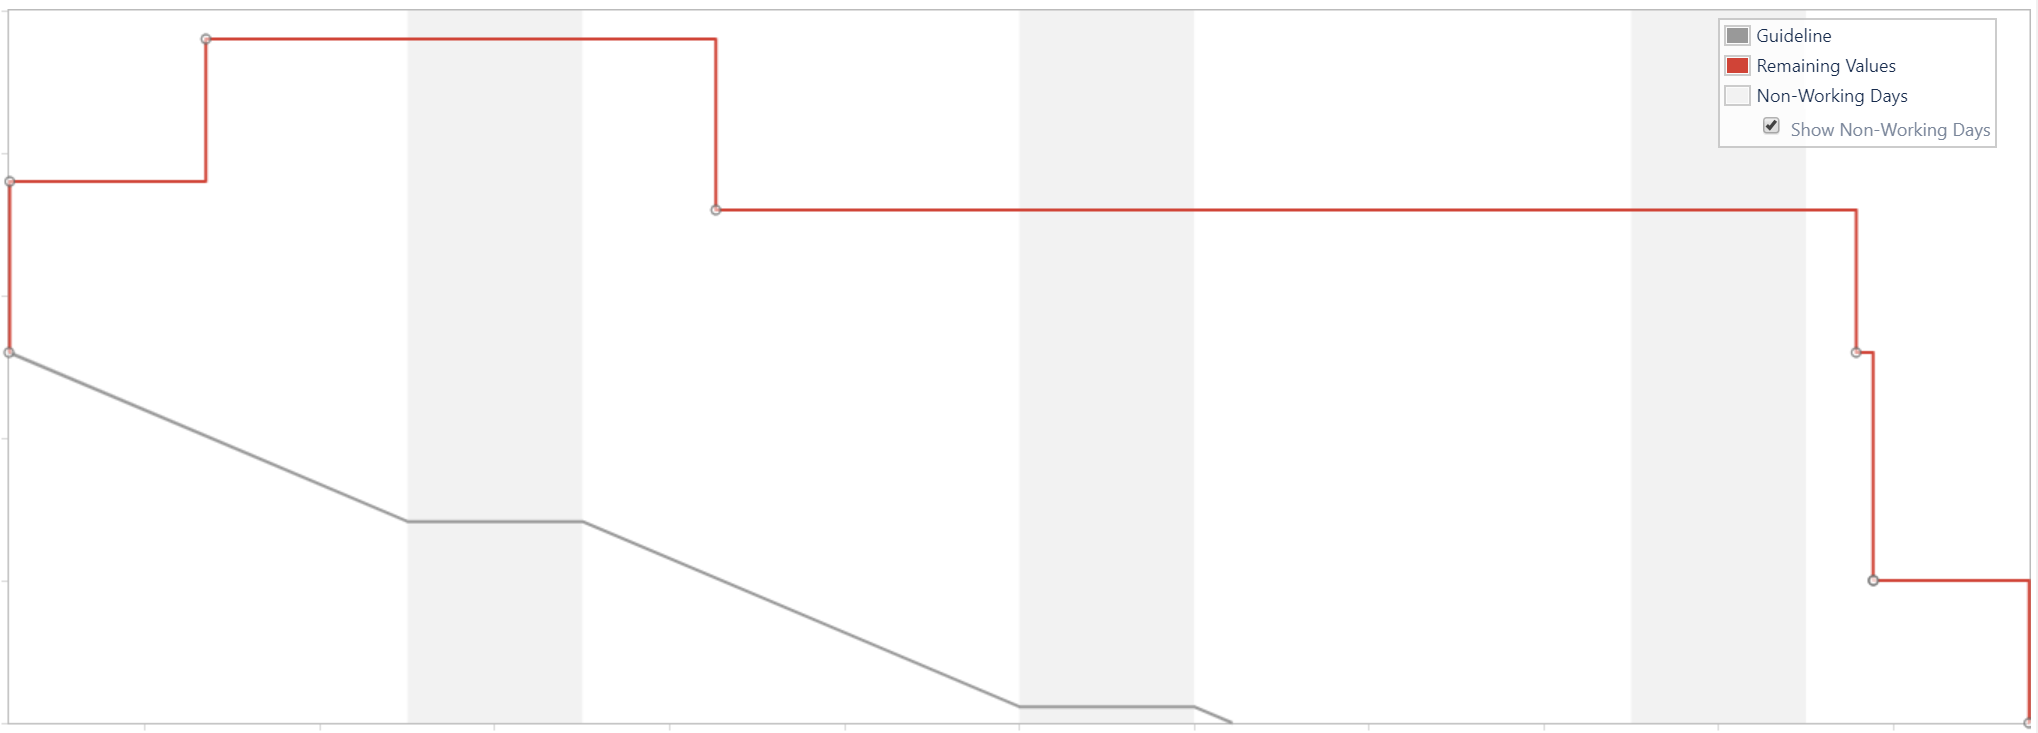 Guideline
Remaining Values
Non-Working Days
Show Non-Working Days